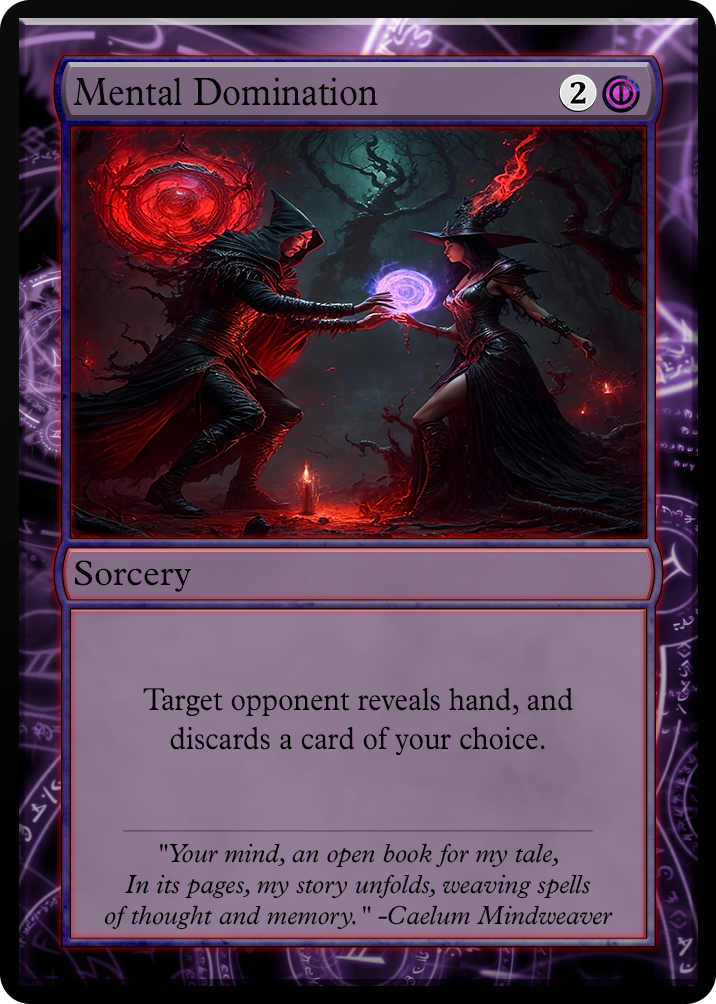 Mental Domination 2
Sorcery
Target opponent reveals hand, and
discards a card of your choice.
"Your mind, an open book for my tale,
In its pages, my story unfolds, weaving spells
of thought and memory." -Caelum Mindweaver